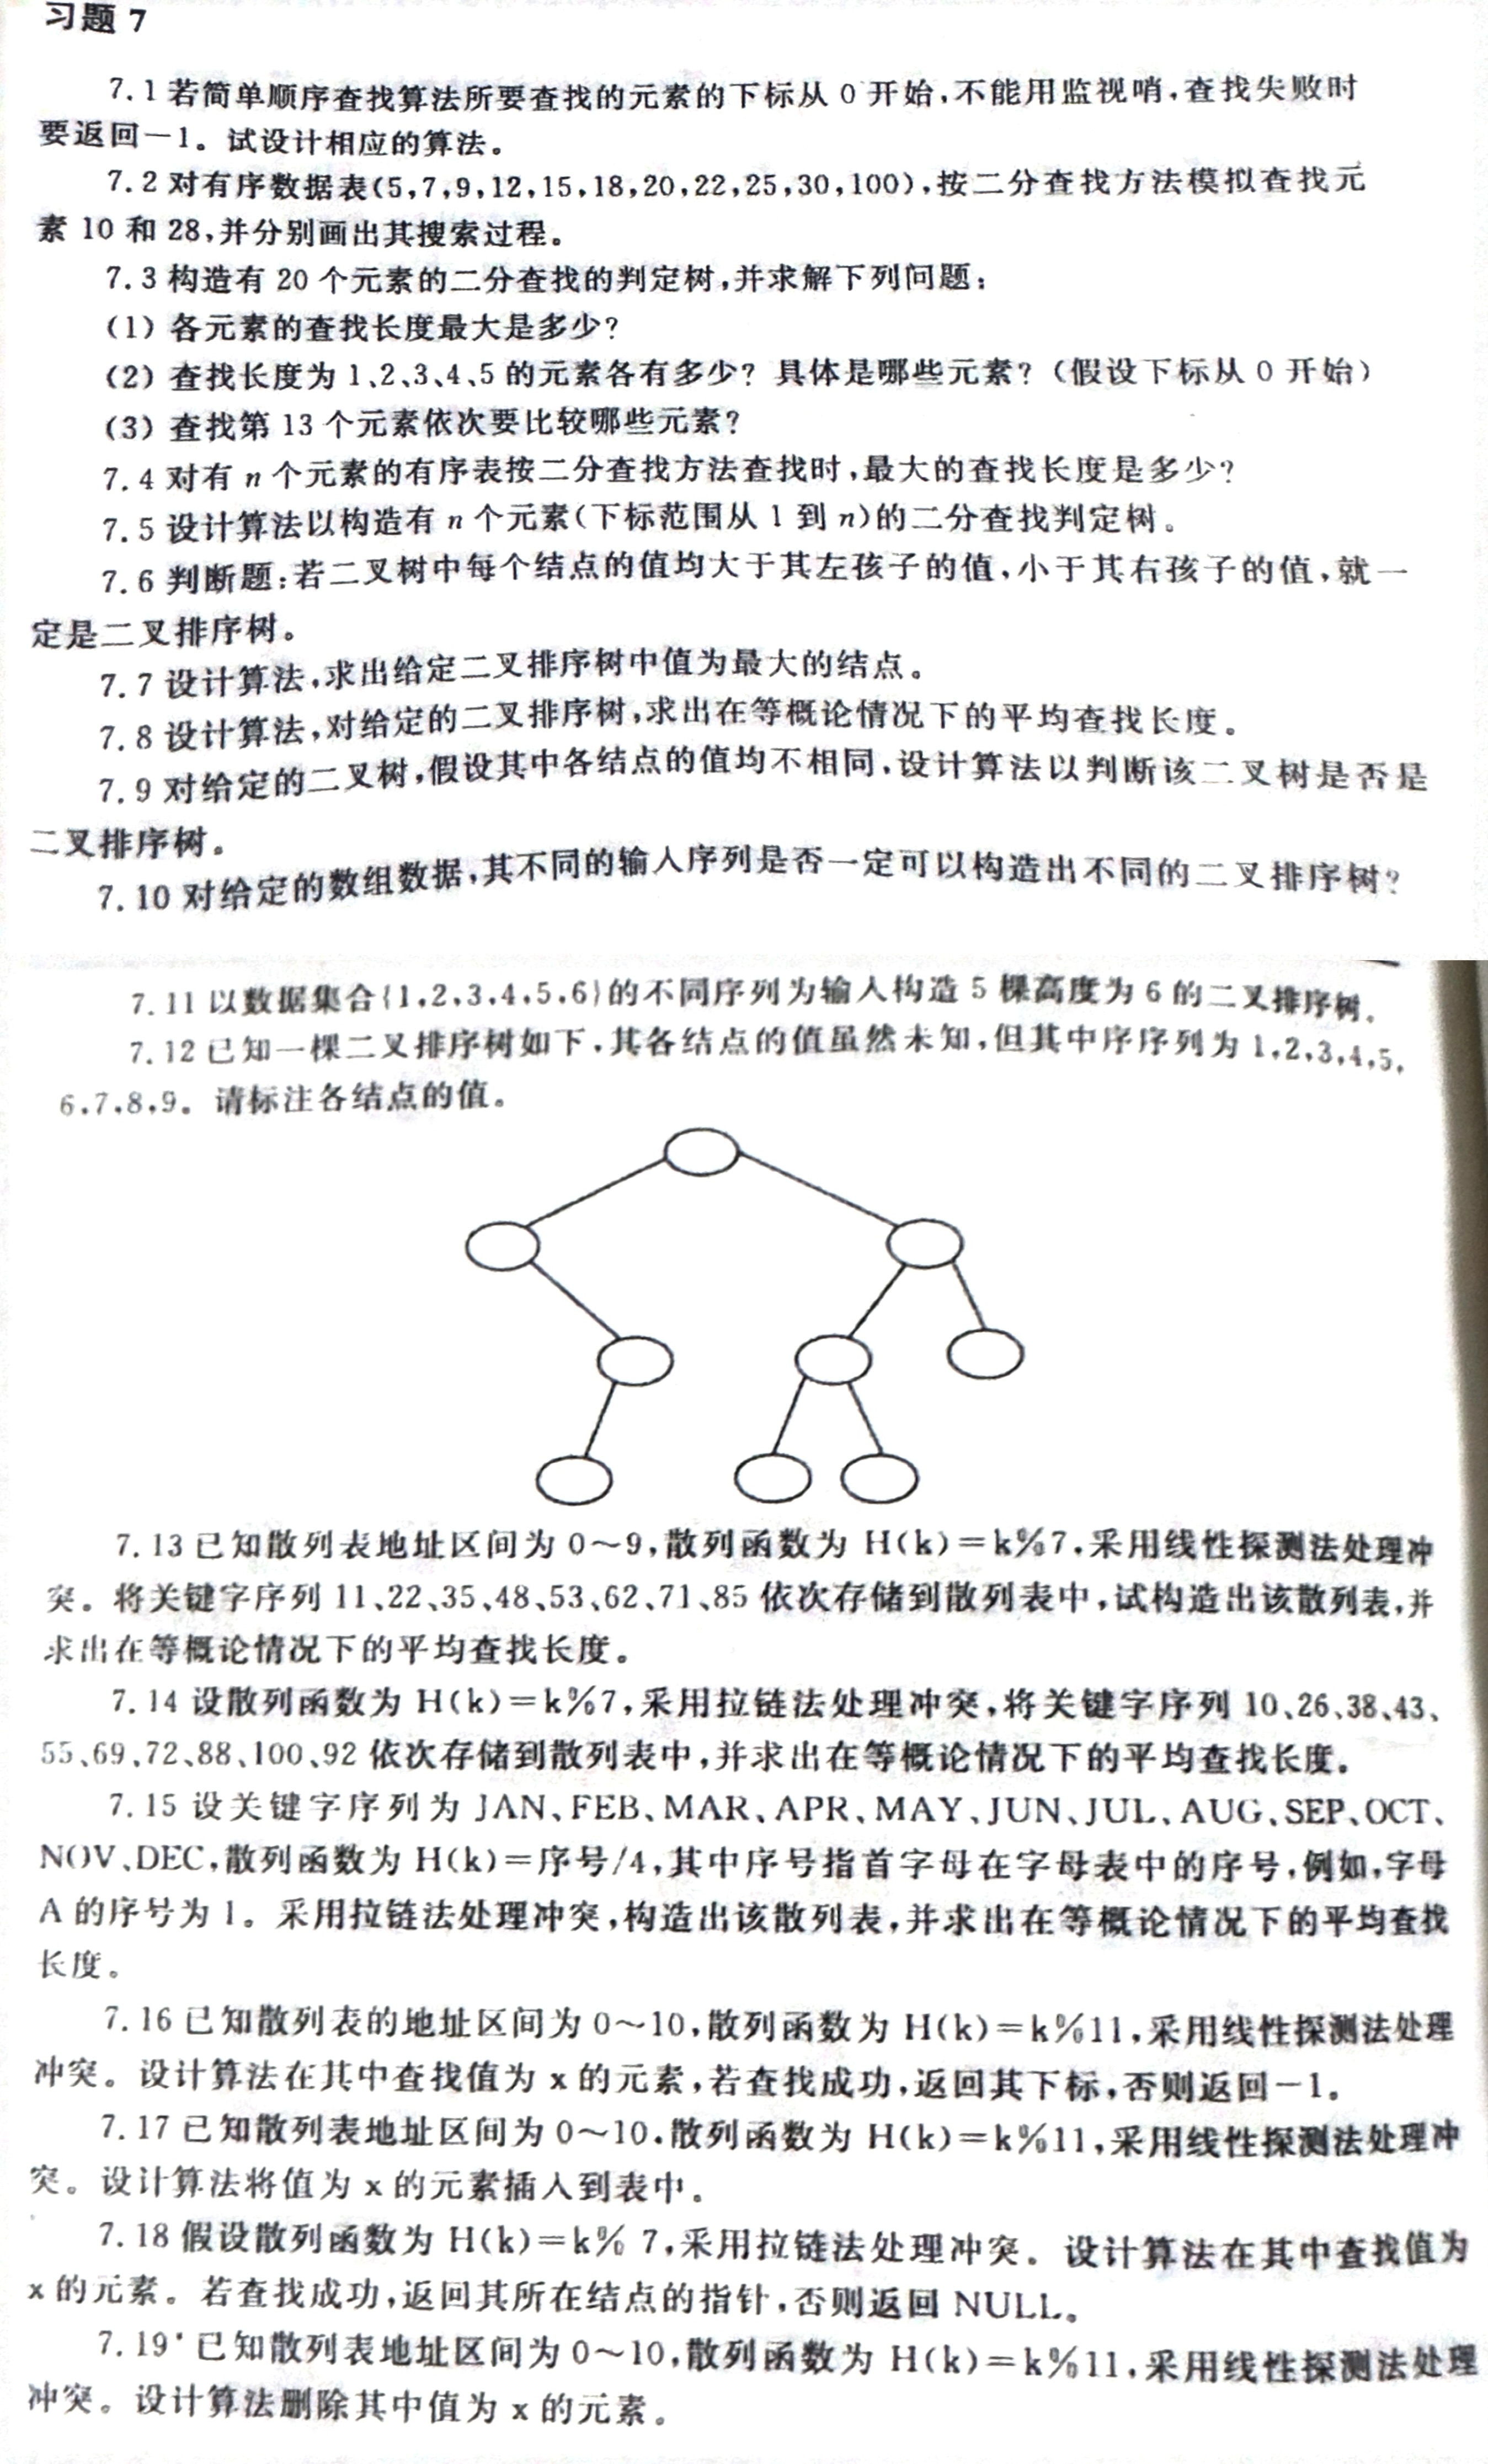 习题 7
7.1 若简单顺序查找算法所要查找的元素的下标从 0 开始,不能用监视哨,查找失败时
要返回-1。试设计相应的算法。
7.2 对有序数据表(5,7,9,12,15,18,20,22,25,30,100),按二分查找方法模拟查找元
素 10 和 28,并分别画出其搜索过程。
7.3 构造有 20 个元素的二分查找的判定树,并求解下列问题:
(1) 各元素的查找长度最大是多少?
(2) 查找长度为 1、2、3、4、5 的元素各有多少? 具体是哪些元素?(假设下标从 0 开始)
(3) 查找第 13 个元素依次要比较哪些元素?
7.4 对有 n 个元素的有序表按二分查找方法查找时,最大的查找长度是多少?
7.5 设计算法以构造有 n 个元素(下标范围从 1 到 n)的二分查找判定树。
7.6 判断题:若二叉树中每个结点的值均大于其左孩子的值,小于其右孩子的值,就一
定是二叉排序树。
7.7 设计算法,求出给定二叉排序树中值为最大的结点。
7.8 设计算法,对给定的二叉排序树,求出在等概论情况下的平均查找长度。
7.9 对给定的二叉树,假设其中各结点的值均不相同,设计算法以判断该二叉树是否是
二叉排序树。
7.10 对给定的数组数据,其不同的输入序列是否一定可以构造出不同的二叉排序树?
7.11 以数据集合{1,2,3,4,5,6}的不同序列为输入构造 5 棵高度为 6 的二叉排序树。
7.12 已知一棵二叉排序树如下,其各结点的值虽然未知,但其中序序列为 1,2,3,4,5,
6,7,8,9。请标注各结点的值。
7.13 已知散列表地址区间为 0~9,散列函数为 H(k)=k%7,采用线性探测法处理冲
突。将关键字序列 11、22、35、48、53、62、71、85 依次存储到散列表中,试构造出该散列表,并
求出在等概论情况下的平均查找长度。
7.14 设散列函数为 H(k)=k%7,采用拉链法处理冲突,将关键字序列 10、26、38、43、
55、69、72、88、100、92 依次存储到散列表中,并求出在等概论情况下的平均查找长度。
7.15 设关键字序列为 JAN、FEB、MAR、APR、MAY、JUN、JUL、AUG、SEP、OCT、
NOV、DEC,散列函数为 H(k)=序号/4,其中序号指首字母在字母表中的序号,例如,字母
A 的序号为 1。采用拉链法处理冲突,构造出该散列表,并求出在等概论情况下的平均查找
长度。
7.16 已知散列表的地址区间为 0~10,散列函数为 H(k)=k%11,采用线性探测法处理
冲突。设计算法在其中查找值为 x 的元素,若查找成功,返回其下标,否则返回-1。
7.17 已知散列表地址区间为 0~10,散列函数为 H(k)=k%11,采用线性探测法处理冲
突。设计算法将值为 x 的元素插入到表中。
7.18 假设散列函数为 H(k)=k% 7,采用拉链法处理冲突。设计算法在其中查找值为
x 的元素。若查找成功,返回其所在结点的指针,否则返回 NULL。
7.19* 已知散列表地址区间为 0~10,散列函数为 H(k)=k%11,采用线性探测法处理
冲突。设计算法删除其中值为 x 的元素。